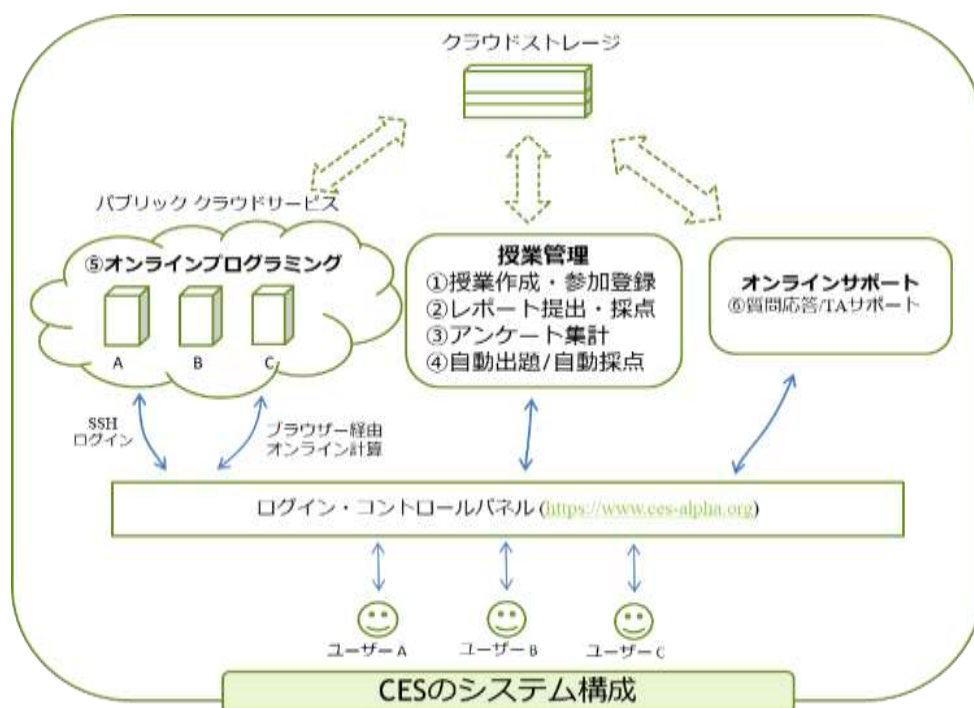 クラウドストレージ
パブリック クラウドサービス
⑤オンラインプログラミング
A
B
C
授業管理
①授業作成・参加登録
②レポート提出・採点
③アンケート集計
④自動出題/自動採点
オンラインサポート
⑥質問応答/TAサポート
SSH
ログイン
ブラウザー経由
オンライン計算
ログイン・コントロールパネル (https://www.ces-alpha.org)
ユーザー A
ユーザー B
ユーザー C
CESのシステム構成